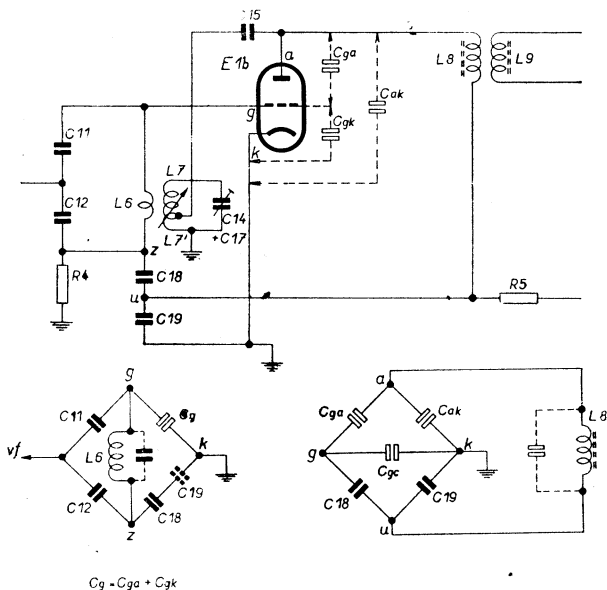 C15
a
E1b
Cga
Cak
L8
L9
g
Cgk
C11
k
L7
C12
L6
C14
L7'
+C17
z
R4
C18
u
R5
C19
g
a
C11
Cg
Cga
Cak
L8
vf
L6
k
g
k
Cgc
C12
C19
C18
C18
C19
z
u
Cg = Cga + Cgk